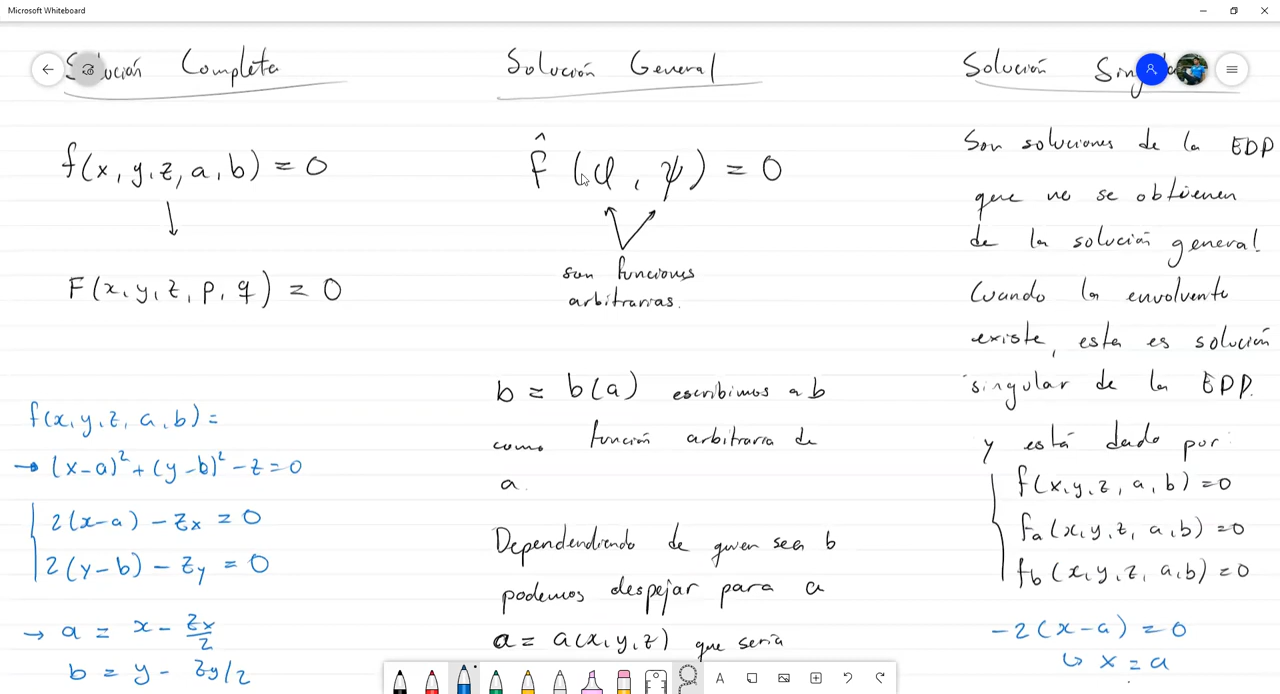 Microsoft Whiteboard
Solución Completa
f(x, y, z, a, b) = 0
F(x, y, z, p, q) = 0
f(x, y, z, a, b) =
→ (x-a)² + (y-b)² - z = 0
2(x-a) - zx = 0
2(y-b) - zy = 0
→ a = x - zx/2
b = y - zy/2
Solución General
f̂ (φ, ψ) = 0
son funciones
arbitrarias.
b = b(a) escribimos a b
como función arbitraria de
a.
Dependendiendo de quien sea b
podemos despejar para a
a = a(x, y, z) que sería
Solución
Son soluciones de la EDP
que no se obtienen
de la solución general.
Cuando la envolvente
existe, esta es solución
singular de la EDP.
y está dado por:
f(x, y, z, a, b) = 0
fa(x, y, z, a, b) = 0
fb(x, y, z, a, b) = 0
-2(x-a) = 0
↳ x = a
A